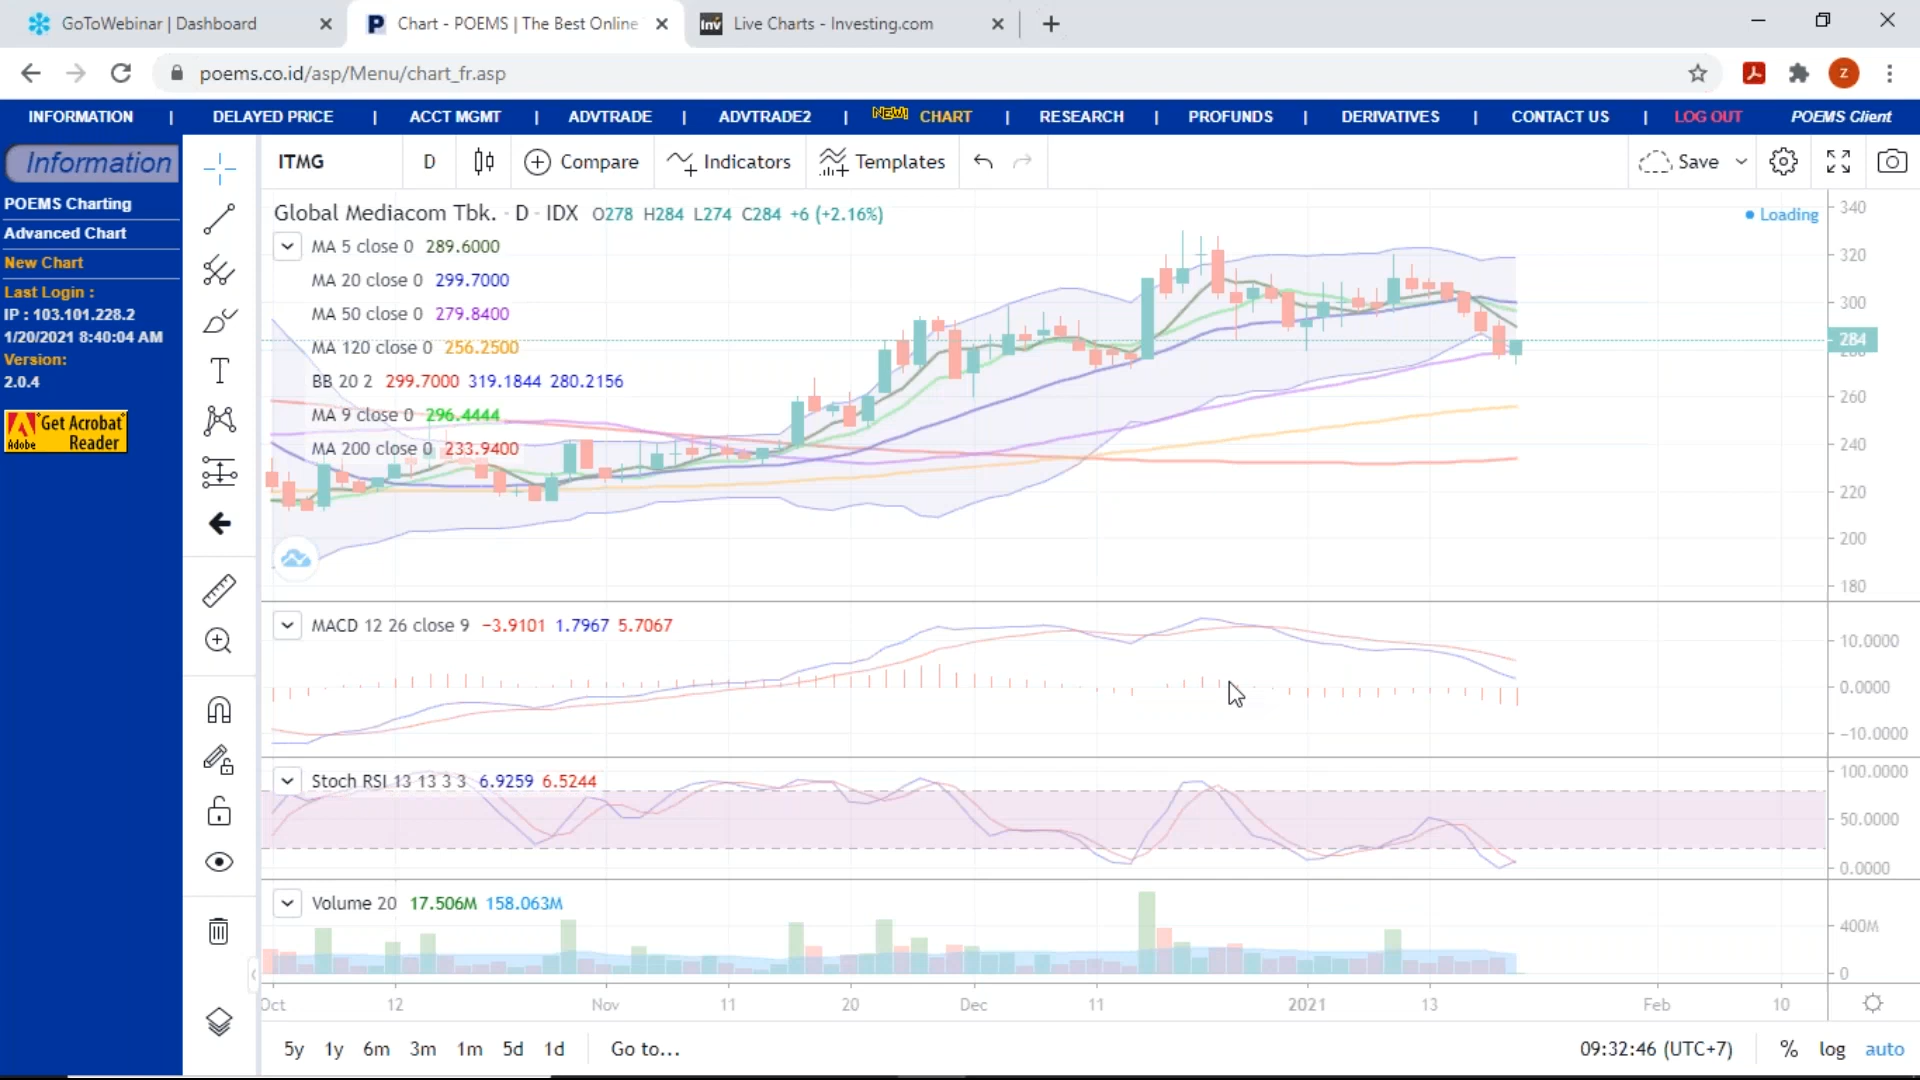 GoToWebinar | Dashboard
Chart - POEMS | The Best Online
Inv Live Charts - Investing.com
poems.co.id/asp/Menu/chart_fr.asp
Z
INFORMATION | DELAYED PRICE | ACCT MGMT | ADVTRADE | ADVTRADE2 | NEW! CHART | RESEARCH | PROFUNDS | DERIVATIVES | CONTACT US | LOG OUT POEMS Client
Information
POEMS Charting
Advanced Chart
New Chart
Last Login :
IP : 103.101.228.2
1/20/2021 8:40:04 AM
Version:
2.0.4
Get Acrobat
Adobe Reader
ITMG D Compare Indicators Templates Save
Global Mediacom Tbk. · D · IDX O278 H284 L274 C284 +6 (+2.16%)
Loading
MA 5 close 0 289.6000
MA 20 close 0 299.7000
MA 50 close 0 279.8400
MA 120 close 0 256.2500
BB 20 2 299.7000 319.1844 280.2156
MA 9 close 0 296.4444
MA 200 close 0 233.9400
340
320
300
284
280
260
240
220
200
180
MACD 12 26 close 9 −3.9101 1.7967 5.7067
10.0000
0.0000
−10.0000
Stoch RSI 13 13 3 3 6.9259 6.5244
100.0000
50.0000
0.0000
Volume 20 17.506M 158.063M
400M
0
Oct 12 Nov 11 20 Dec 11 2021 13 Feb 10
5y 1y 6m 3m 1m 5d 1d Go to... 09:32:46 (UTC+7) % log auto